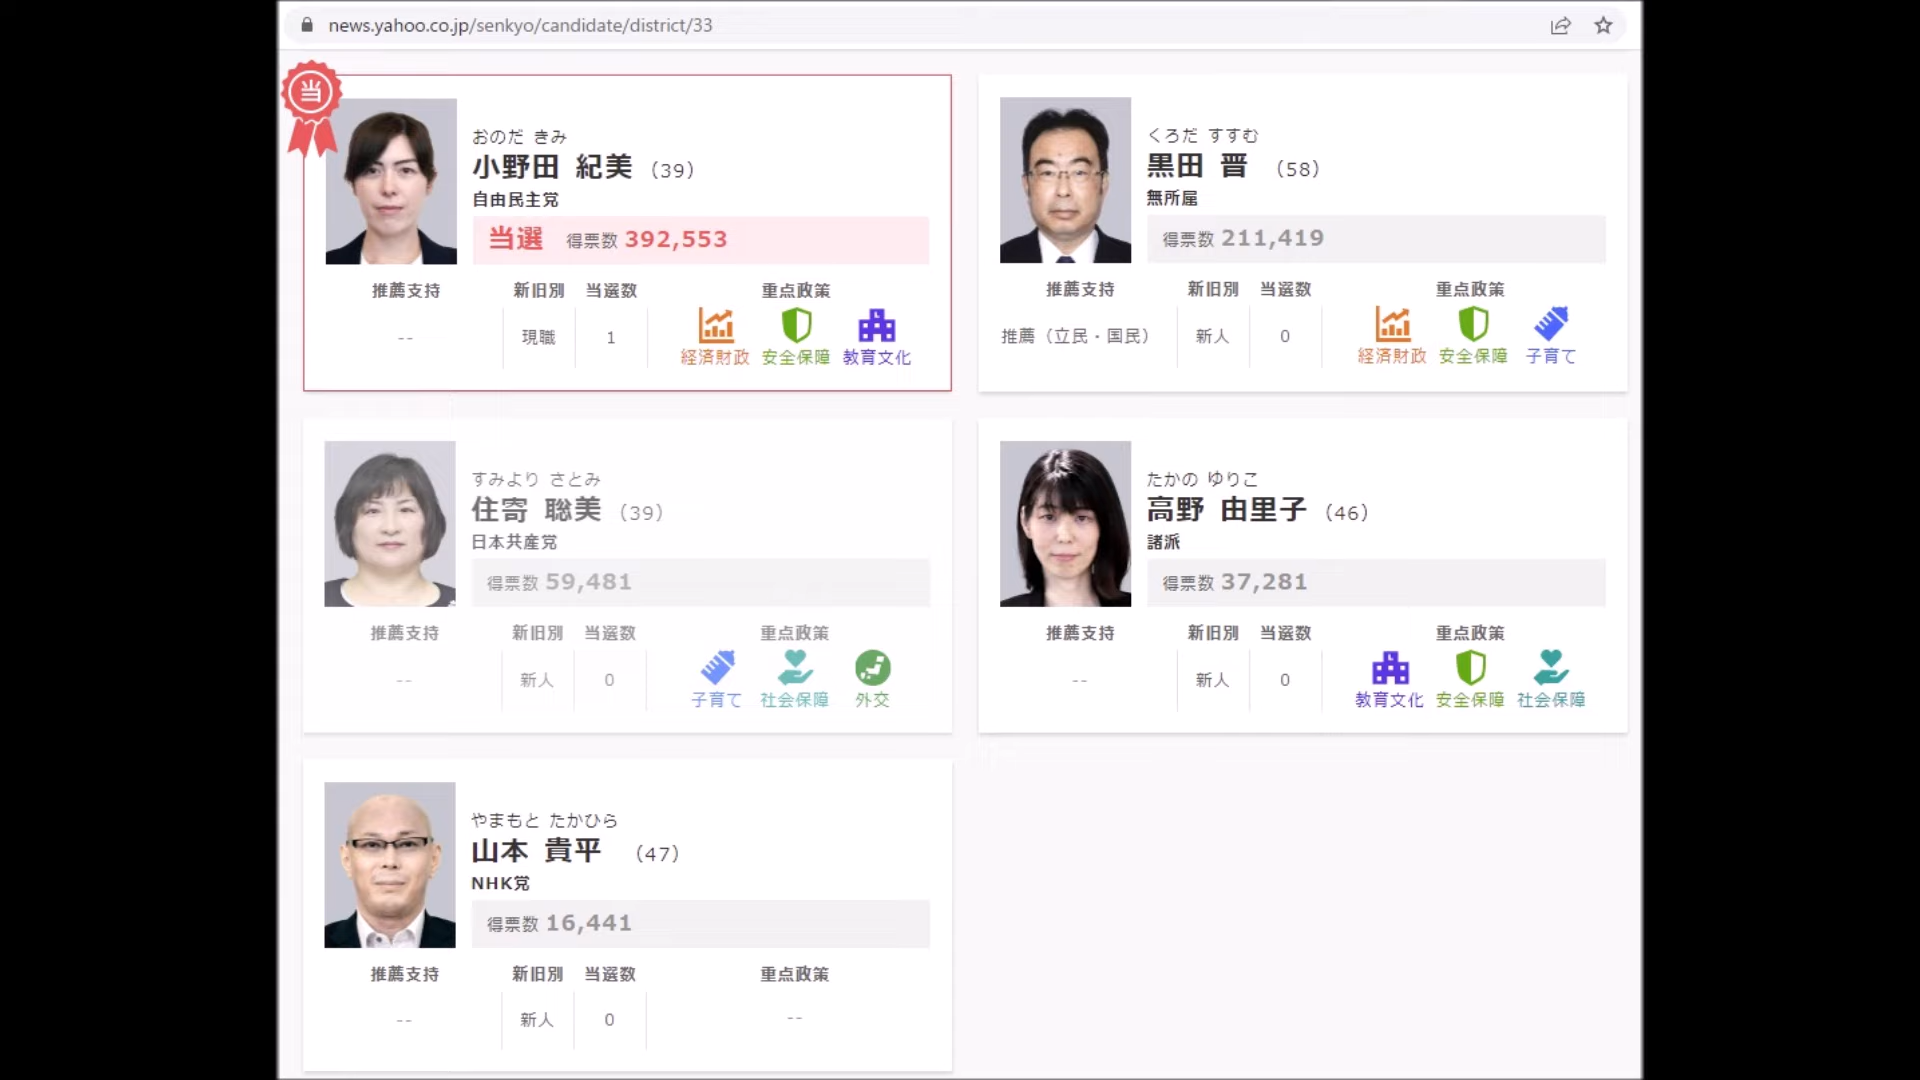 news.yahoo.co.jp/senkyo/candidate/district/33
当
おのだ きみ
小野田 紀美 (39)
自由民主党
当選 得票数 392,553
推薦支持 新旧別 当選数 重点政策
-- 現職 1
経済財政 安全保障 教育文化
くろだ すすむ
黒田 晋 (58)
無所属
得票数 211,419
推薦支持 新旧別 当選数 重点政策
推薦（立民・国民） 新人 0
経済財政 安全保障 子育て
すみより さとみ
住寄 聡美 (39)
日本共産党
得票数 59,481
推薦支持 新旧別 当選数 重点政策
-- 新人 0
子育て 社会保障 外交
たかの ゆりこ
高野 由里子 (46)
諸派
得票数 37,281
推薦支持 新旧別 当選数 重点政策
-- 新人 0
教育文化 安全保障 社会保障
やまもと たかひら
山本 貴平 (47)
NHK党
得票数 16,441
推薦支持 新旧別 当選数 重点政策
-- 新人 0 --